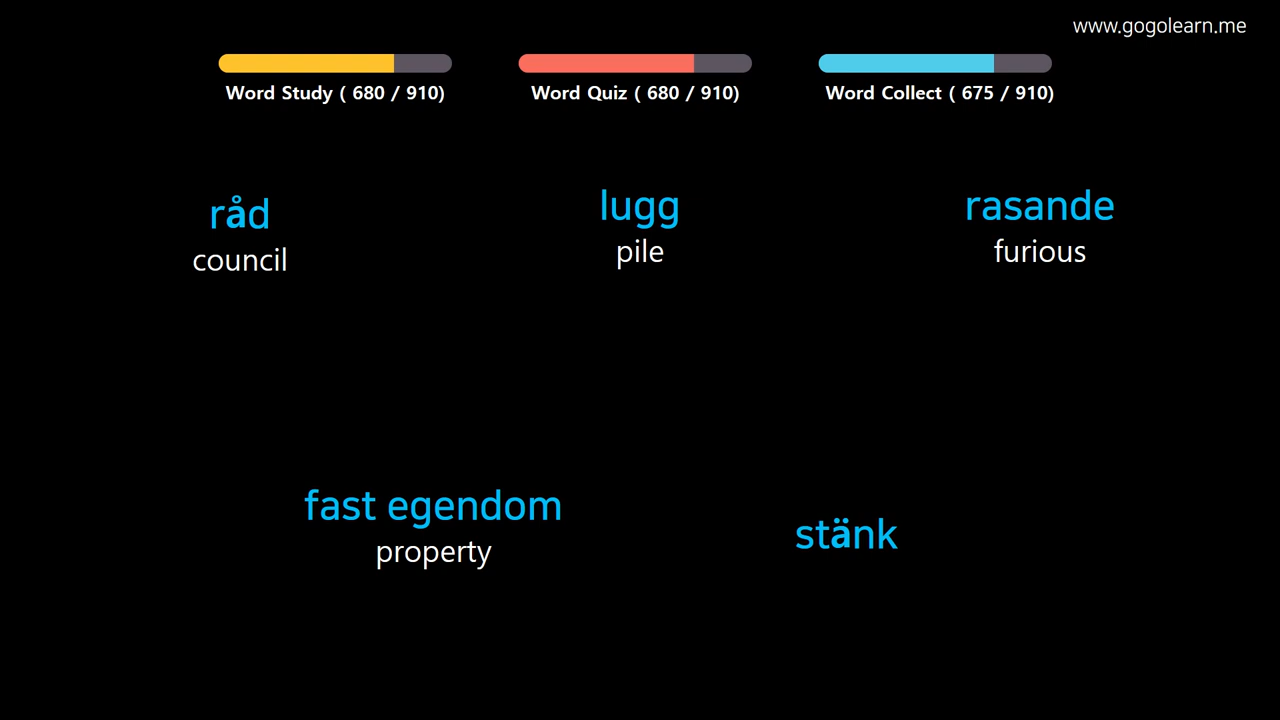 www.gogolearn.me
Word Study ( 680 / 910)
Word Quiz ( 680 / 910)
Word Collect ( 675 / 910)
råd
council
lugg
pile
rasande
furious
fast egendom
property
stänk